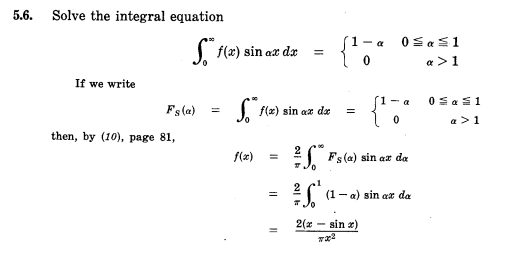 5.6. Solve the integral equation
∫₀^∞ f(x) sin αx dx = { 1 − α 0 ≦ α ≦ 1
0 α > 1
If we write
F_S(α) = ∫₀^∞ f(x) sin αx dx = { 1 − α 0 ≦ α ≦ 1
0 α > 1
then, by (10), page 81,
f(x) = 2/π ∫₀^∞ F_S(α) sin αx dα
= 2/π ∫₀^1 (1 − α) sin αx dα
= 2(x − sin x)/πx²